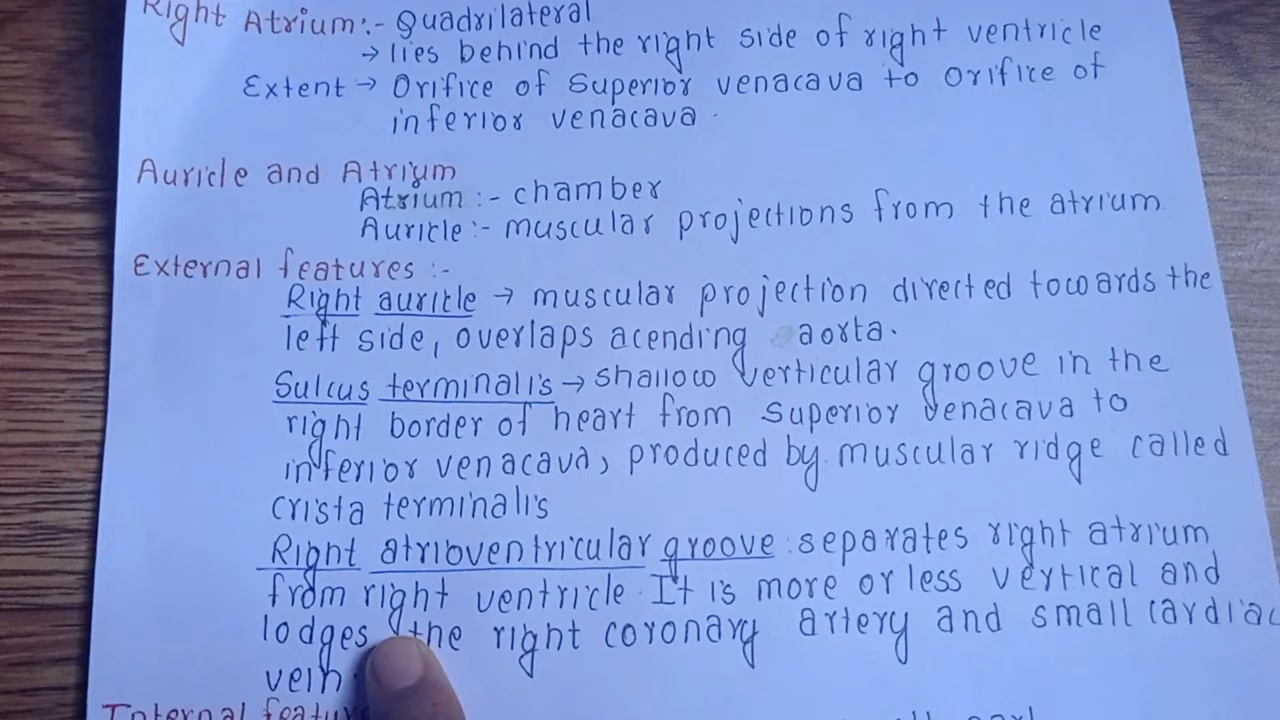 Right Atrium:- Quadrilateral
→ lies behind the right side of right ventricle
Extent → Orifice of Superior venacava to orifice of
inferior venacava.
Auricle and Atrium
Atrium :- chamber
Auricle :- muscular projections from the atrium
External features :-
Right auricle → muscular projection directed towards the
left side, overlaps acending aorta.
Sulcus terminalis → shallow verticular groove in the
right border of heart from superior venacava to
inferior venacava, produced by muscular ridge called
crista terminalis
Right atrioventricular groove : separates right atrium
from right ventricle. It is more or less vertical and
lodges the right coronary artery and small cardiac
vein.
Internal